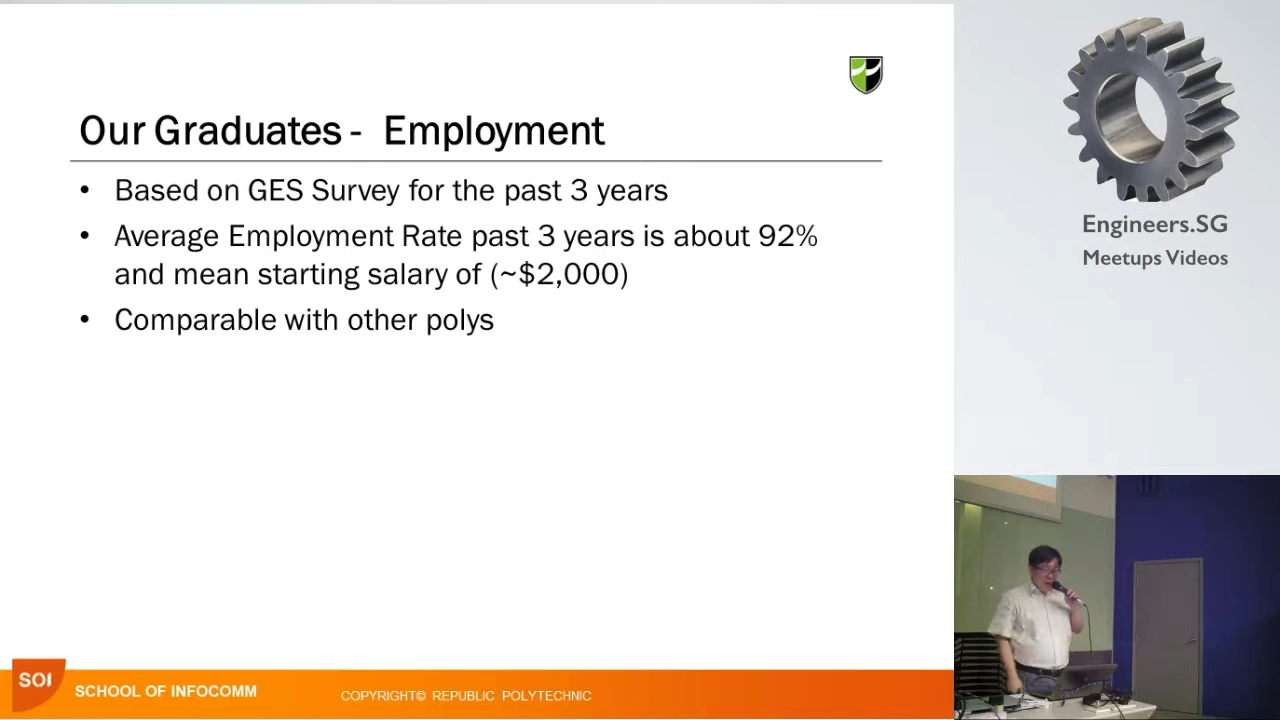 Our Graduates - Employment
• Based on GES Survey for the past 3 years
• Average Employment Rate past 3 years is about 92%
and mean starting salary of (~$2,000)
• Comparable with other polys
SOI
SCHOOL OF INFOCOMM
COPYRIGHT© REPUBLIC POLYTECHNIC
Engineers.SG
Meetups Videos